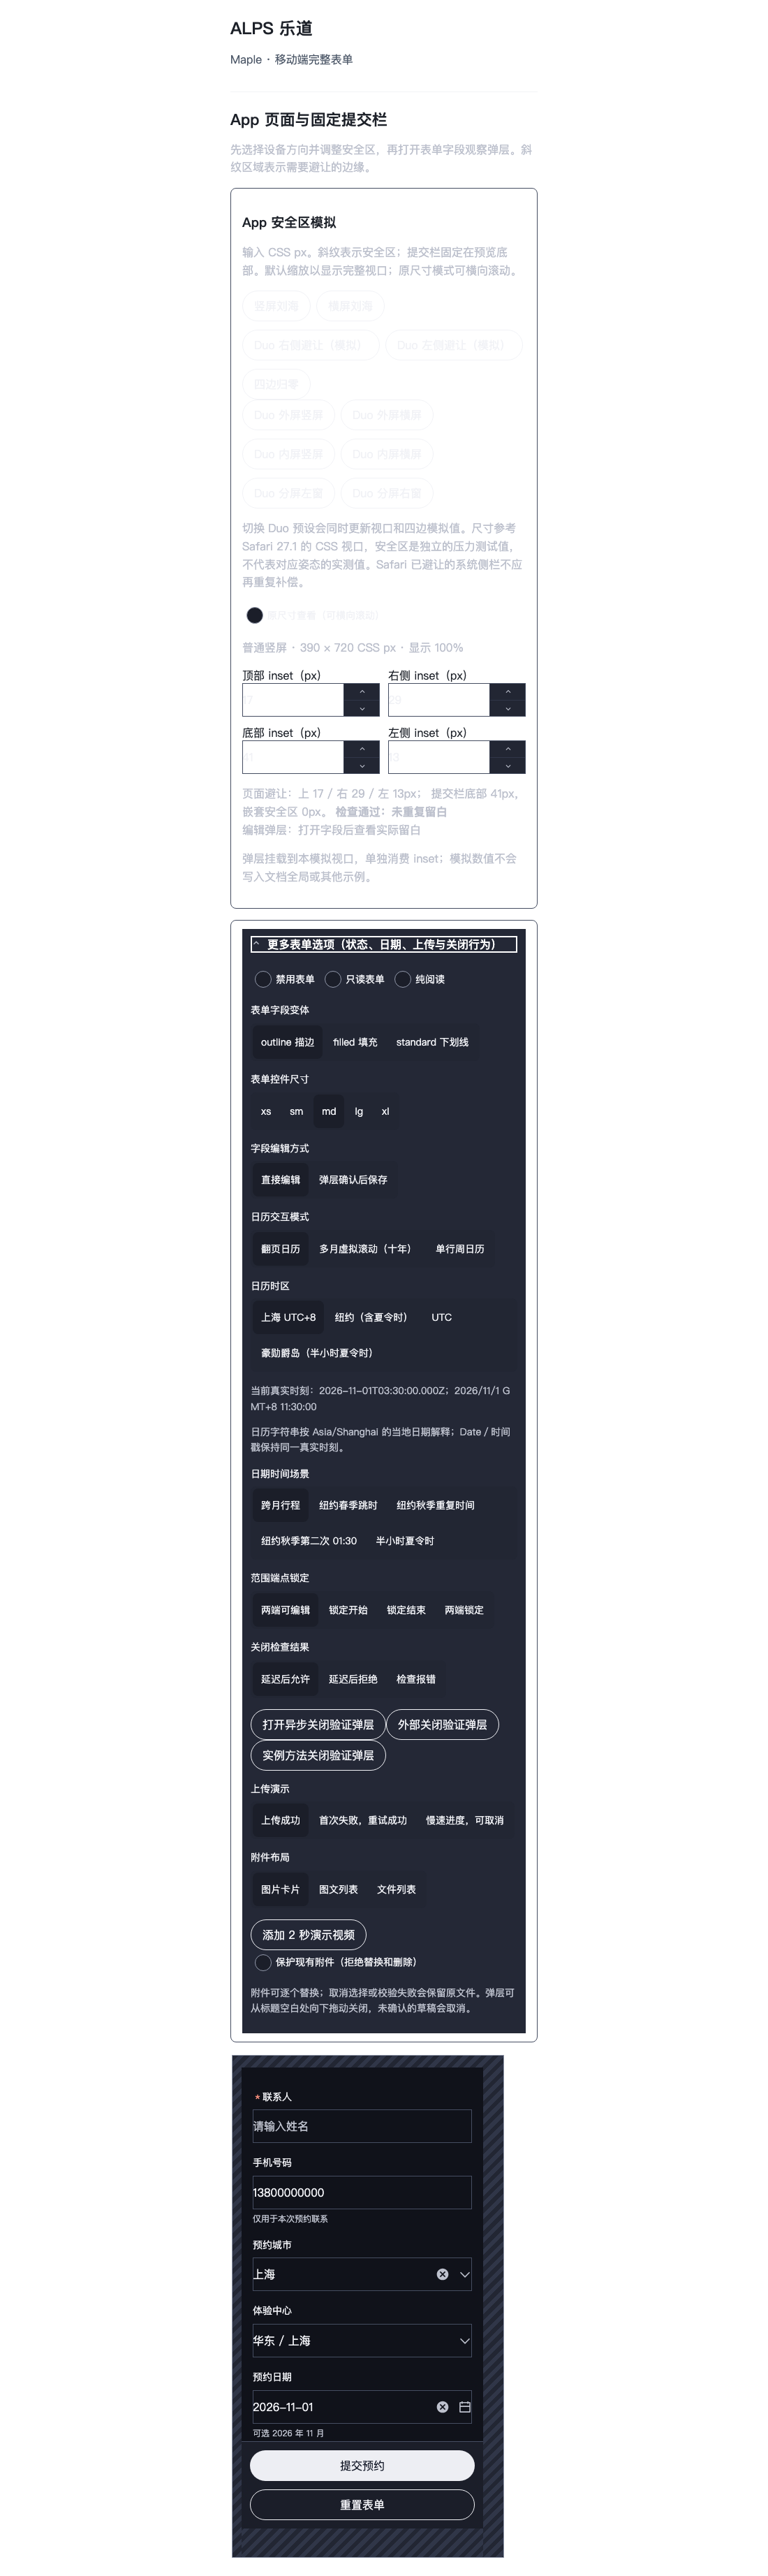 ALPS 乐道
Maple · 移动端完整表单
App 页面与固定提交栏
先选择设备方向并调整安全区，再打开表单字段观察弹层。斜
纹区域表示需要避让的边缘。
App 安全区模拟
输入 CSS px。斜纹表示安全区；提交栏固定在预览底
部。默认缩放以显示完整视口；原尺寸模式可横向滚动。
竖屏刘海 横屏刘海
Duo 右侧避让（模拟） Duo 左侧避让（模拟）
四边归零
Duo 外屏竖屏 Duo 外屏横屏
Duo 内屏竖屏 Duo 内屏横屏
Duo 分屏左窗 Duo 分屏右窗
切换 Duo 预设会同时更新视口和四边模拟值。尺寸参考
Safari 27.1 的 CSS 视口，安全区是独立的压力测试值，
不代表对应姿态的实测值。Safari 已避让的系统侧栏不应
再重复补偿。
原尺寸查看（可横向滚动）
普通竖屏 · 390 × 720 CSS px · 显示 100%
顶部 inset（px） 右侧 inset（px）
17 29
底部 inset（px） 左侧 inset（px）
41 13
页面避让：上 17 / 右 29 / 左 13px； 提交栏底部 41px，
嵌套安全区 0px。 检查通过：未重复留白
编辑弹层：打开字段后查看实际留白
弹层挂载到本模拟视口，单独消费 inset；模拟数值不会
写入文档全局或其他示例。
更多表单选项（状态、日期、上传与关闭行为）
禁用表单 只读表单 纯阅读
表单字段变体
outline 描边 filled 填充 standard 下划线
表单控件尺寸
xs sm md lg xl
字段编辑方式
直接编辑 弹层确认后保存
日历交互模式
翻页日历 多月虚拟滚动（十年） 单行周日历
日历时区
上海 UTC+8 纽约（含夏令时） UTC
豪勋爵岛（半小时夏令时）
当前真实时刻：2026-11-01T03:30:00.000Z；2026/11/1 G
MT+8 11:30:00
日历字符串按 Asia/Shanghai 的当地日期解释；Date / 时间
戳保持同一真实时刻。
日期时间场景
跨月行程 纽约春季跳时 纽约秋季重复时间
纽约秋季第二次 01:30 半小时夏令时
范围端点锁定
两端可编辑 锁定开始 锁定结束 两端锁定
关闭检查结果
延迟后允许 延迟后拒绝 检查报错
打开异步关闭验证弹层 外部关闭验证弹层
实例方法关闭验证弹层
上传演示
上传成功 首次失败，重试成功 慢速进度，可取消
附件布局
图片卡片 图文列表 文件列表
添加 2 秒演示视频
保护现有附件（拒绝替换和删除）
附件可逐个替换；取消选择或校验失败会保留原文件。弹层可
从标题空白处向下拖动关闭，未确认的草稿会取消。
* 联系人
请输入姓名
手机号码
13800000000
仅用于本次预约联系
预约城市
上海
体验中心
华东 / 上海
预约日期
2026-11-01
可选 2026 年 11 月
提交预约
重置表单